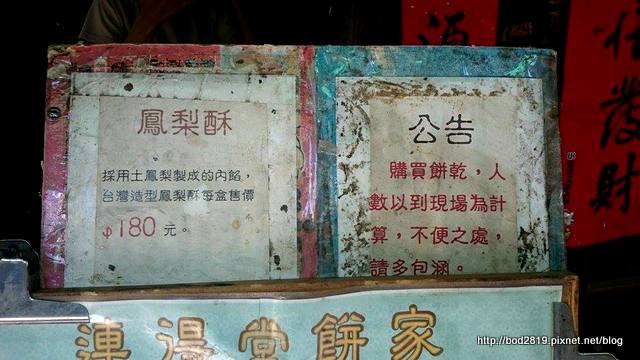 鳳梨酥
採用土鳳梨製成的內餡，
台灣造型鳳梨酥每盒售價
180 元。
公告
購買餅乾，人
數以到現場為計
算，不便之處，
請多包涵。
連得堂餅家
發財
http://bod2819.pixnet.net/blog